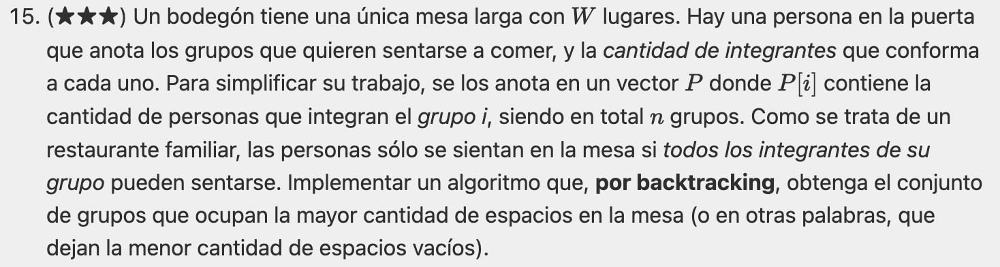 15. (★★★) Un bodegón tiene una única mesa larga con W lugares. Hay una persona en la puerta
que anota los grupos que quieren sentarse a comer, y la cantidad de integrantes que conforma
a cada uno. Para simplificar su trabajo, se los anota en un vector P donde P[i] contiene la
cantidad de personas que integran el grupo i, siendo en total n grupos. Como se trata de un
restaurante familiar, las personas sólo se sientan en la mesa si todos los integrantes de su
grupo pueden sentarse. Implementar un algoritmo que, por backtracking, obtenga el conjunto
de grupos que ocupan la mayor cantidad de espacios en la mesa (o en otras palabras, que
dejan la menor cantidad de espacios vacíos).